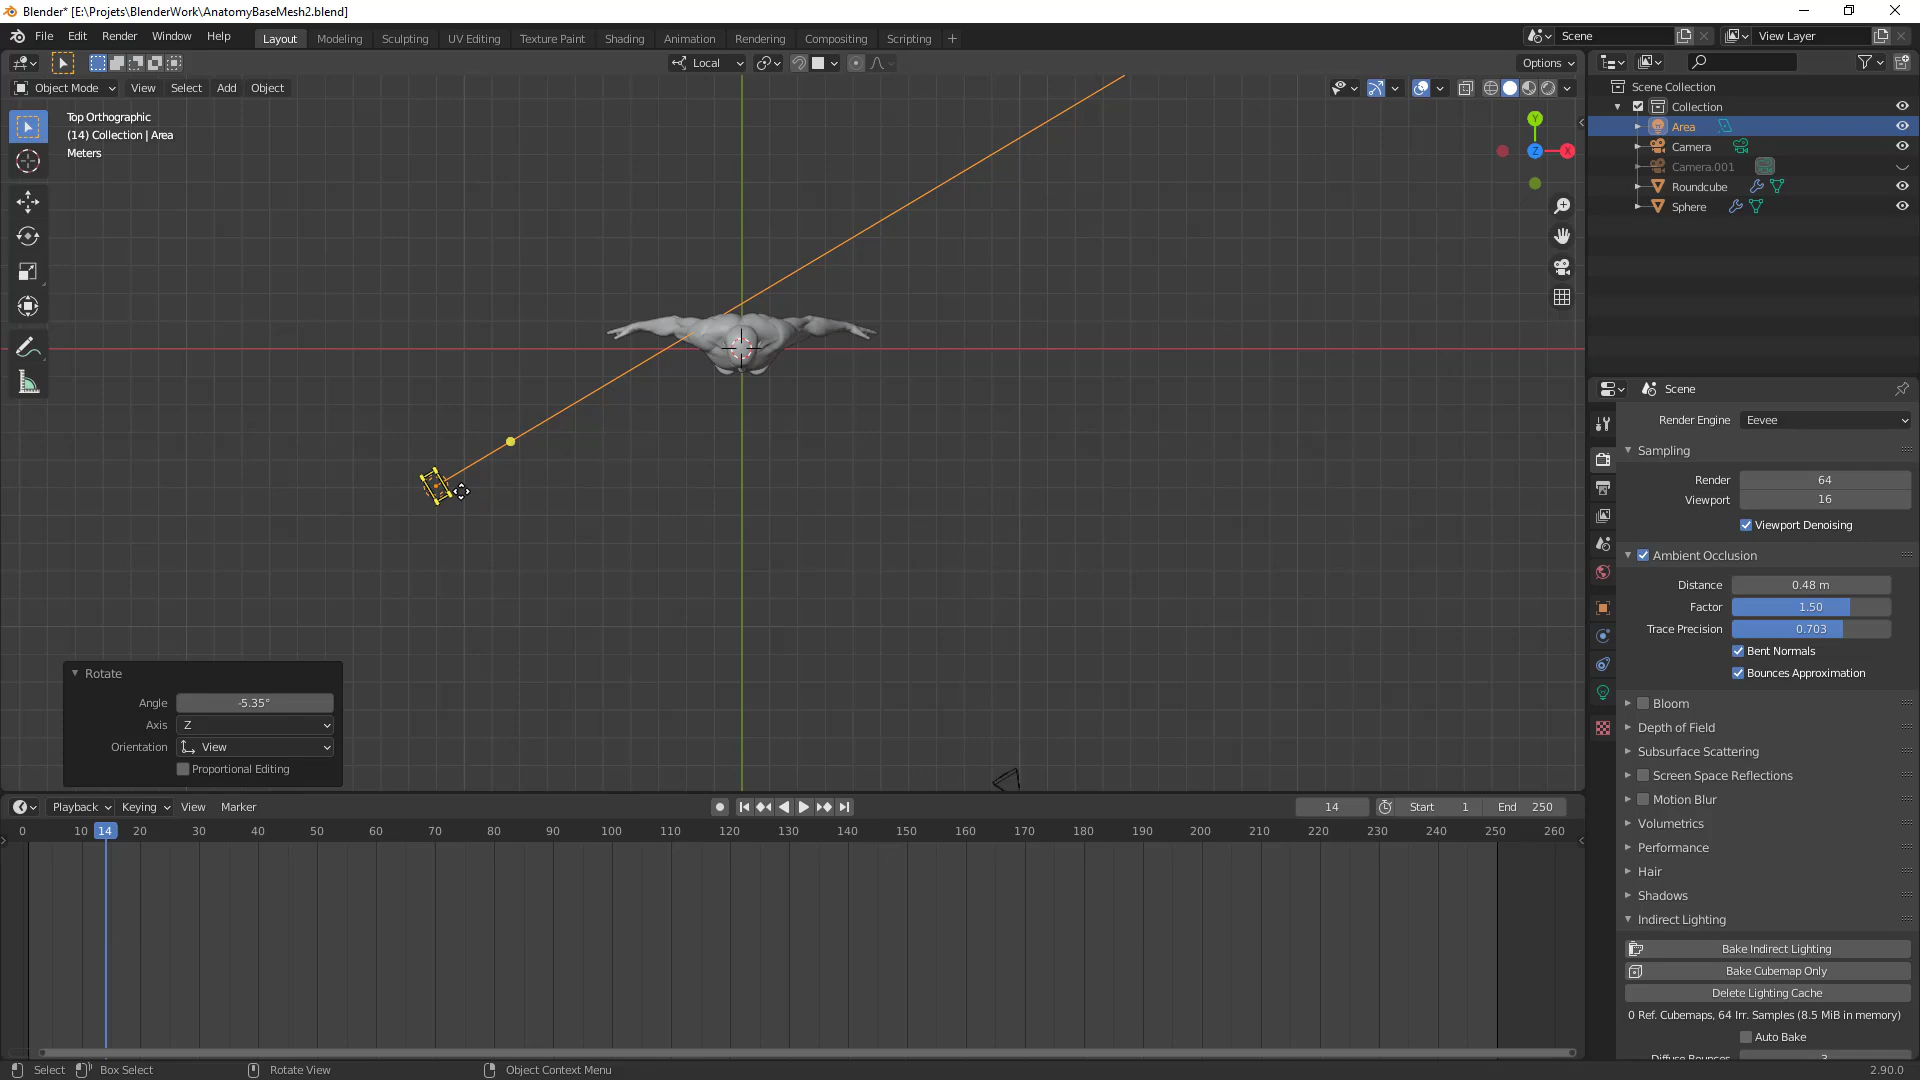 Blender* [E:\Projets\BlenderWork\AnatomyBaseMesh2.blend]
File Edit Render Window Help
Layout Modeling Sculpting UV Editing Texture Paint Shading Animation Rendering Compositing Scripting +
Scene
View Layer
Local
Options
Object Mode View Select Add Object
Top Orthographic
(14) Collection | Area
Meters
Y
Z
X
Scene Collection
Collection
Area
Camera
Camera.001
Roundcube
Sphere
Scene
Render Engine Eevee
Sampling
Render 64
Viewport 16
Viewport Denoising
Ambient Occlusion
Distance 0.48 m
Factor 1.50
Trace Precision 0.703
Bent Normals
Bounces Approximation
Bloom
Depth of Field
Subsurface Scattering
Screen Space Reflections
Motion Blur
Volumetrics
Performance
Hair
Shadows
Indirect Lighting
Bake Indirect Lighting
Bake Cubemap Only
Delete Lighting Cache
0 Ref. Cubemaps, 64 Irr. Samples (8.5 MiB in memory)
Auto Bake
Diffuse Bounces 3
Rotate
Angle -5.35°
Axis Z
Orientation View
Proportional Editing
Playback Keying View Marker
14 Start 1 End 250
0 10 14 20 30 40 50 60 70 80 90 100 110 120 130 140 150 160 170 180 190 200 210 220 230 240 250 260
Select Box Select Rotate View Object Context Menu 2.90.0